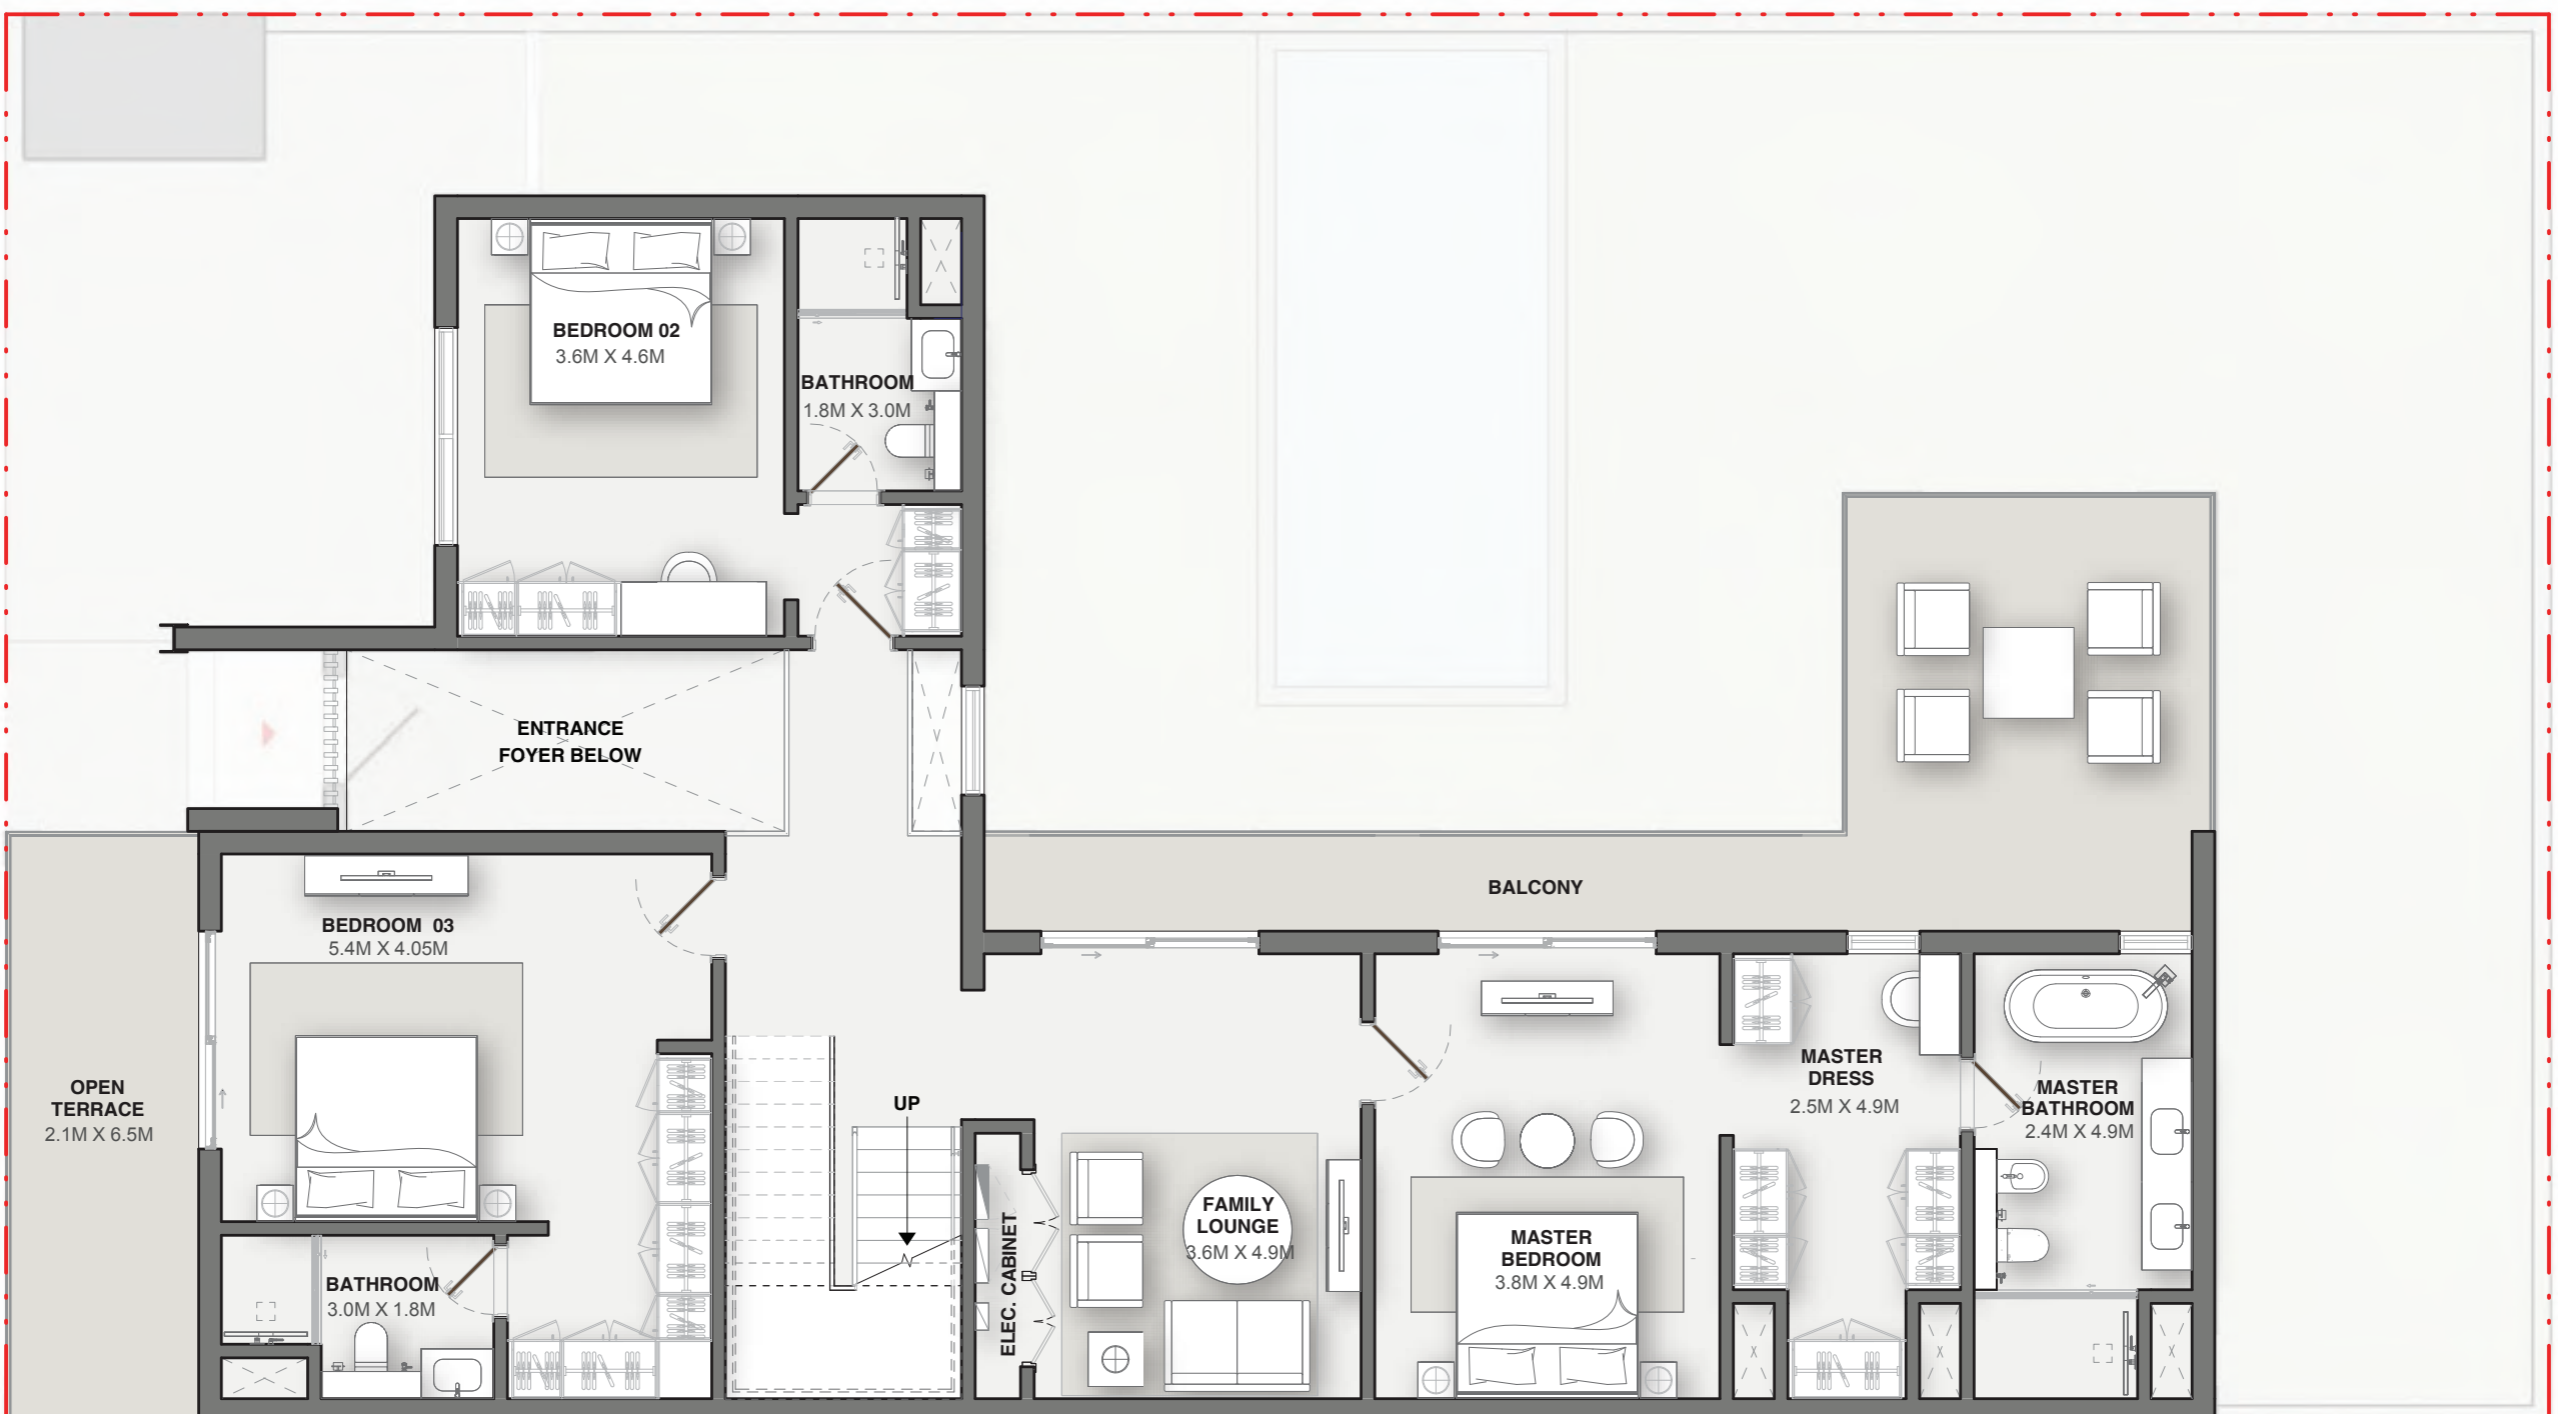 BEDROOM 02
3.6M X 4.6M
BATHROOM
1.8M X 3.0M
ENTRANCE
FOYER BELOW
BALCONY
BEDROOM  03
5.4M X 4.05M
OPEN
TERRACE
2.1M X 6.5M
UP
MASTER
DRESS
2.5M X 4.9M
MASTER
BATHROOM
2.4M X 4.9M
FAMILY
LOUNGE
3.6M X 4.9M
MASTER
BEDROOM
3.8M X 4.9M
ELEC. CABINET
BATHROOM
3.0M X 1.8M